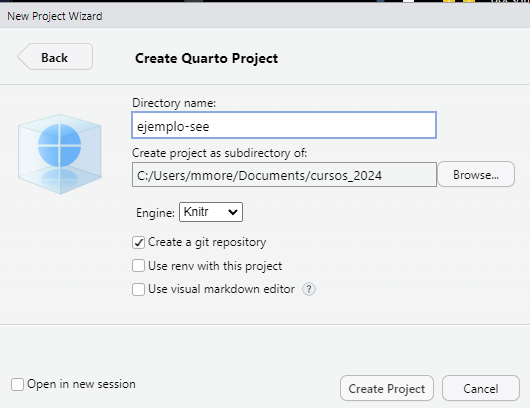 New Project Wizard
Back
Create Quarto Project
Directory name:
ejemplo-see
Create project as subdirectory of:
C:/Users/mmore/Documents/cursos_2024
Browse...
Engine: Knitr
Create a git repository
Use renv with this project
Use visual markdown editor ?
Open in new session
Create Project
Cancel